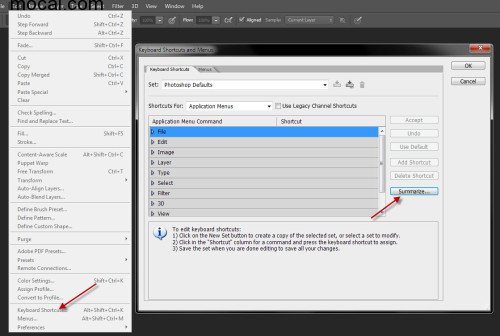 mocai.com
Undo Ctrl+Z
Step Forward Shift+Ctrl+Z
Step Backward Alt+Ctrl+Z
Fade... Shift+Ctrl+F
Cut Ctrl+X
Copy Ctrl+C
Copy Merged Shift+Ctrl+C
Paste Ctrl+V
Paste Special
Clear
Check Spelling...
Find and Replace Text...
Fill... Shift+F5
Stroke...
Content-Aware Scale Alt+Shift+Ctrl+C
Puppet Warp
Free Transform Ctrl+T
Transform
Auto-Align Layers...
Auto-Blend Layers...
Define Brush Preset...
Define Pattern...
Define Custom Shape...
Purge
Adobe PDF Presets...
Presets
Remote Connections...
Color Settings... Shift+Ctrl+K
Assign Profile...
Convert to Profile...
Keyboard Shortcuts... Alt+Shift+Ctrl+K
Menus... Alt+Shift+Ctrl+M
Preferences
100%
Flow: 100%
Aligned
Sample: Current Layer
Keyboard Shortcuts and Menus
Keyboard Shortcuts Menus
Set: Photoshop Defaults
Shortcuts For: Application Menus Use Legacy Channel Shortcuts
Application Menu Command Shortcut
File
Edit
Image
Layer
Type
Select
Filter
3D
View
OK
Cancel
Accept
Undo
Use Default
Add Shortcut
Delete Shortcut
Summarize...
To edit keyboard shortcuts:
1) Click on the New Set button to create a copy of the selected set, or select a set to modify.
2) Click in the "Shortcut" column for a command and press the keyboard shortcut to assign.
3) Save the set when you are done editing to save all your changes.